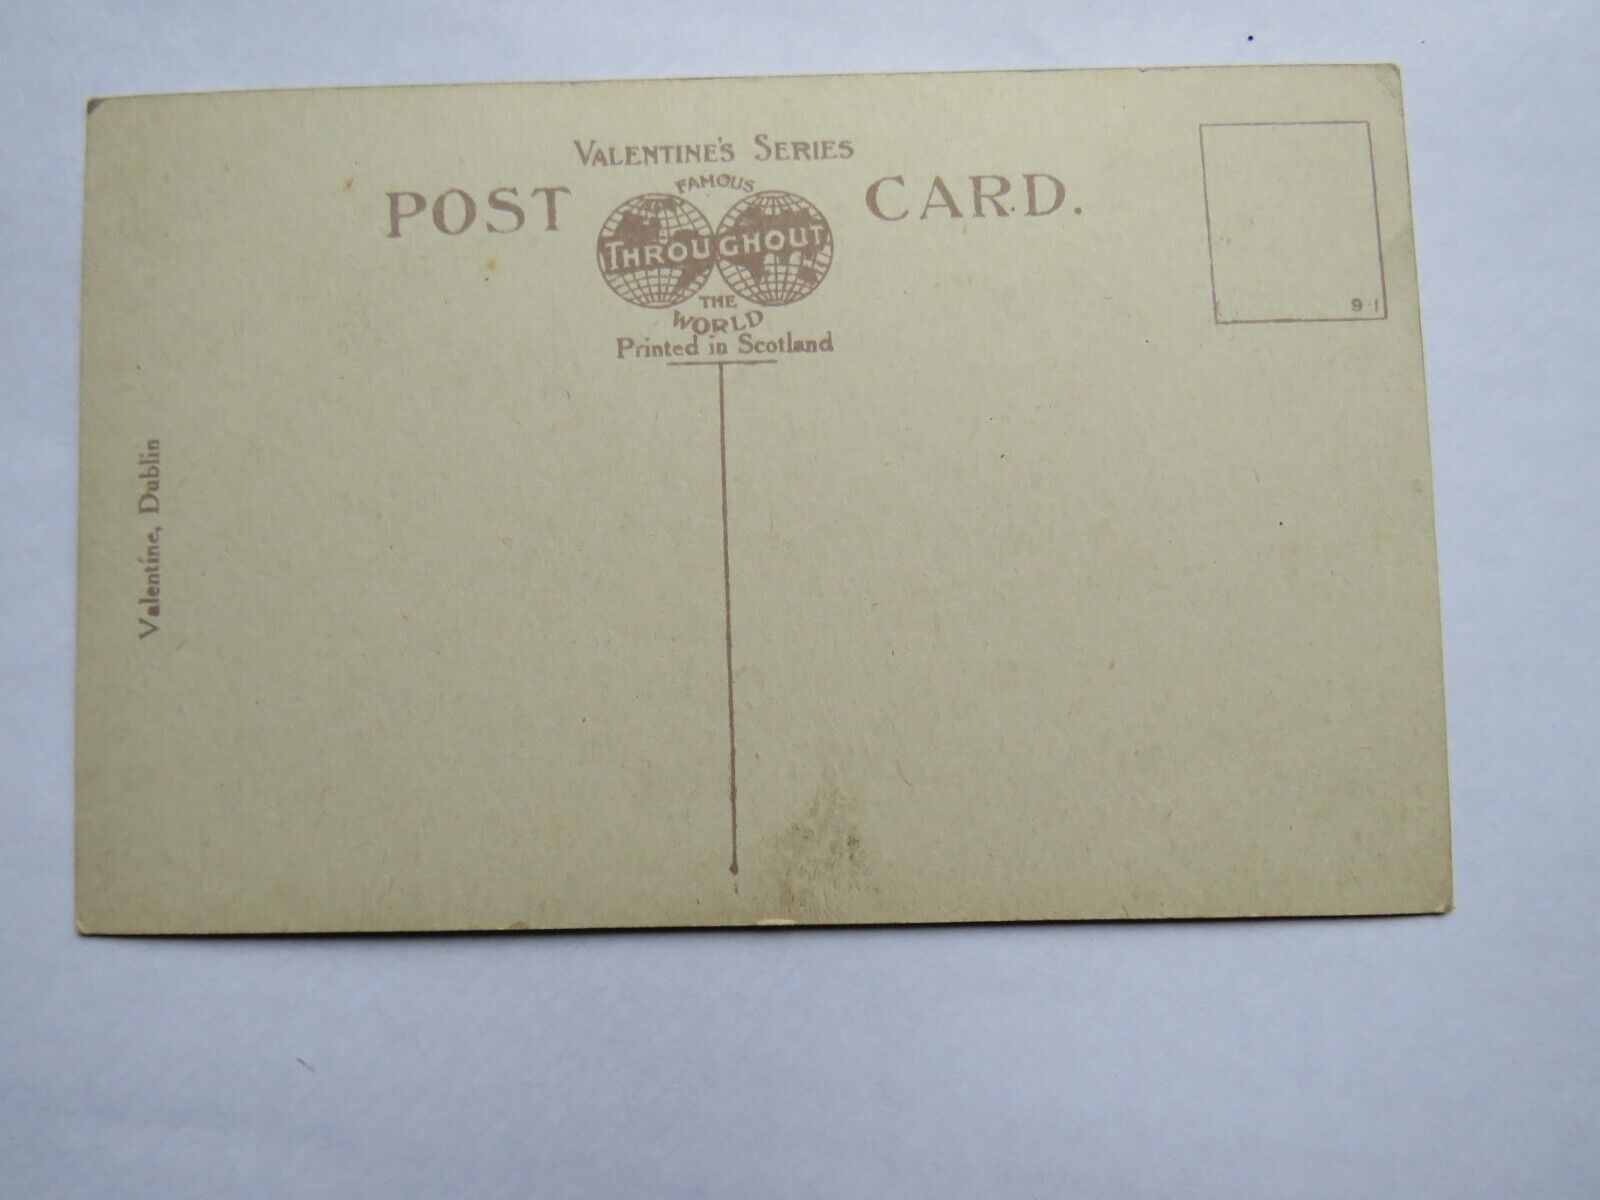 VALENTINE'S SERIES
POST CARD.
FAMOUS
THROUGHOUT
THE
WORLD
Printed in Scotland
9·1
Valentine, Dublin